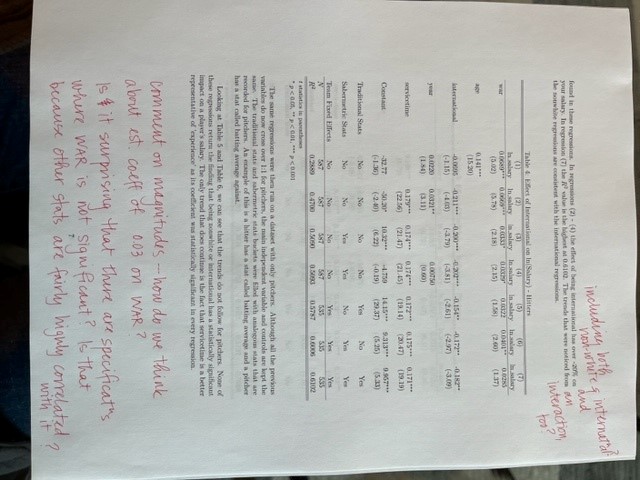 including both
non-white & internat'l?
and
an
interaction,
too?
found in these regressions. In regressions (2) - (4) the effect of being international has over -20% on
your salary. In regression (7) the R² value is the highest at 0.6102. The trends that were noticed from
the nonwhite regressions are consistent with the international regressions.
Table 4: Effect of International on ln(Salary) - Hitters
(1) (2) (3) (4) (5) (6) (7)
ln_salary ln_salary ln_salary ln_salary ln_salary ln_salary ln_salary
war 0.0689*** 0.0669*** 0.0333* 0.0329* 0.0322 0.0401** 0.0285
(5.02) (5.78) (2.18) (2.15) (1.58) (2.60) (1.37)
age 0.141***
(15.20)
international -0.0695 -0.211*** -0.200*** -0.202*** -0.154** -0.172** -0.182**
(-1.15) (-4.03) (-3.79) (-3.81) (-2.61) (-2.97) (-3.09)
year 0.0220 0.0321** 0.00750
(1.84) (3.11) (0.60)
servicetime 0.179*** 0.174*** 0.174*** 0.172*** 0.175*** 0.171***
(22.56) (21.47) (21.45) (19.14) (20.47) (19.19)
Constant -32.77 -50.20* 10.32*** -4.759 14.15*** 9.313*** 9.957***
(-1.36) (-2.40) (6.22) (-0.19) (29.37) (5.25) (5.33)
Traditional Stats No No No No Yes No Yes
Sabermetric Stats No No Yes Yes No Yes Yes
Team Fixed Effects No No No No Yes Yes Yes
N 587 587 587 587 535 535 535
R² 0.2889 0.4700 0.5090 0.5093 0.5787 0.6006 0.6102
t statistics in parentheses
* p < 0.05, ** p < 0.01, *** p < 0.001
The same regressions were then run on a dataset with only pitchers. Although all the previous
variables do now cross over 1:1 for pitchers, the main independent variable and controls are kept the
same. The traditional stats and sabermetric stats buckets were filled with analogous stats that are
recorded for pitchers. An example of this is a hitter has a stat called batting average and a pitcher
has a stat called batting average against.
Looking at Table 5 and Table 6, we can see that the trends do not follow for pitchers. None of
these regressions return the finding that being nonwhite or international has a statistically significant
impact on a player's salary. The only trend that does continue is the fact that servicetime is a better
representative of 'experience' as its coefficient was statistically significant in every regression.
comment on magnitudes -- how do we think
about est. coeff of 0.03 on WAR?
Is it surprising that there are specificat'ns
where WAR is not significant? Is that
because other stats are fairly highly correlated
with it?